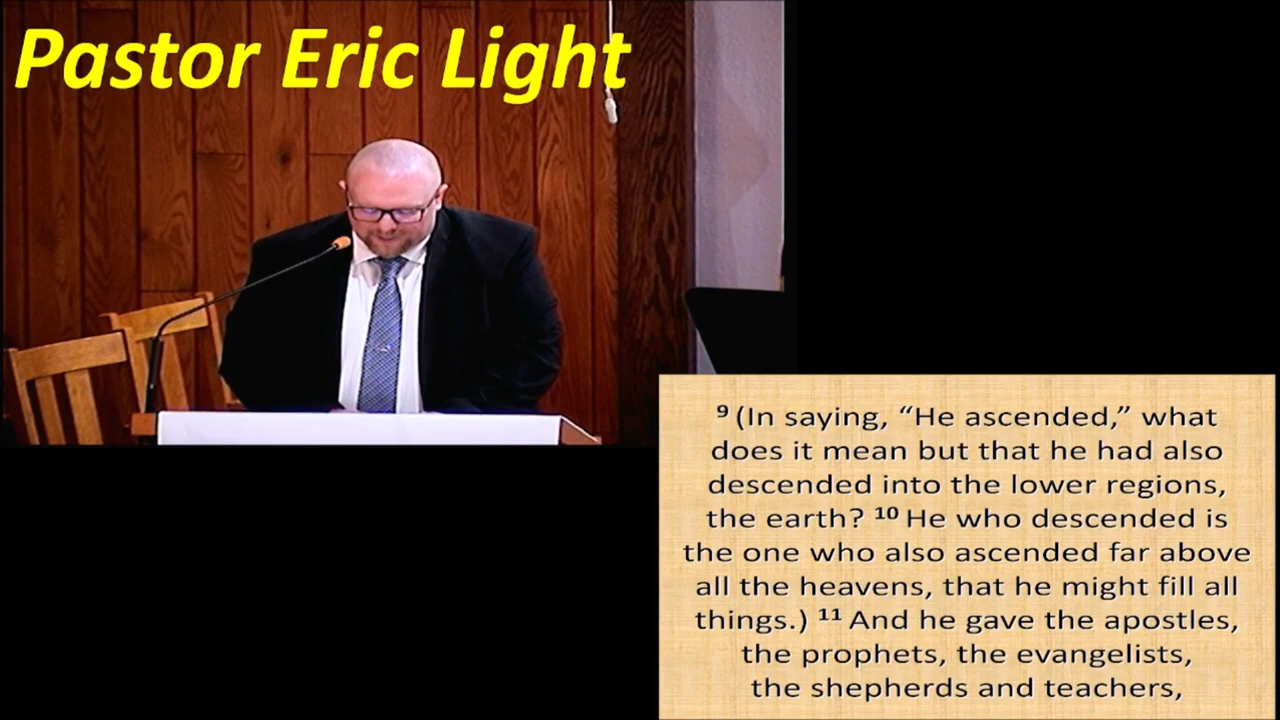 Pastor Eric Light
⁹ (In saying, “He ascended,” what
does it mean but that he had also
descended into the lower regions,
the earth? ¹⁰ He who descended is
the one who also ascended far above
all the heavens, that he might fill all
things.) ¹¹ And he gave the apostles,
the prophets, the evangelists,
the shepherds and teachers,